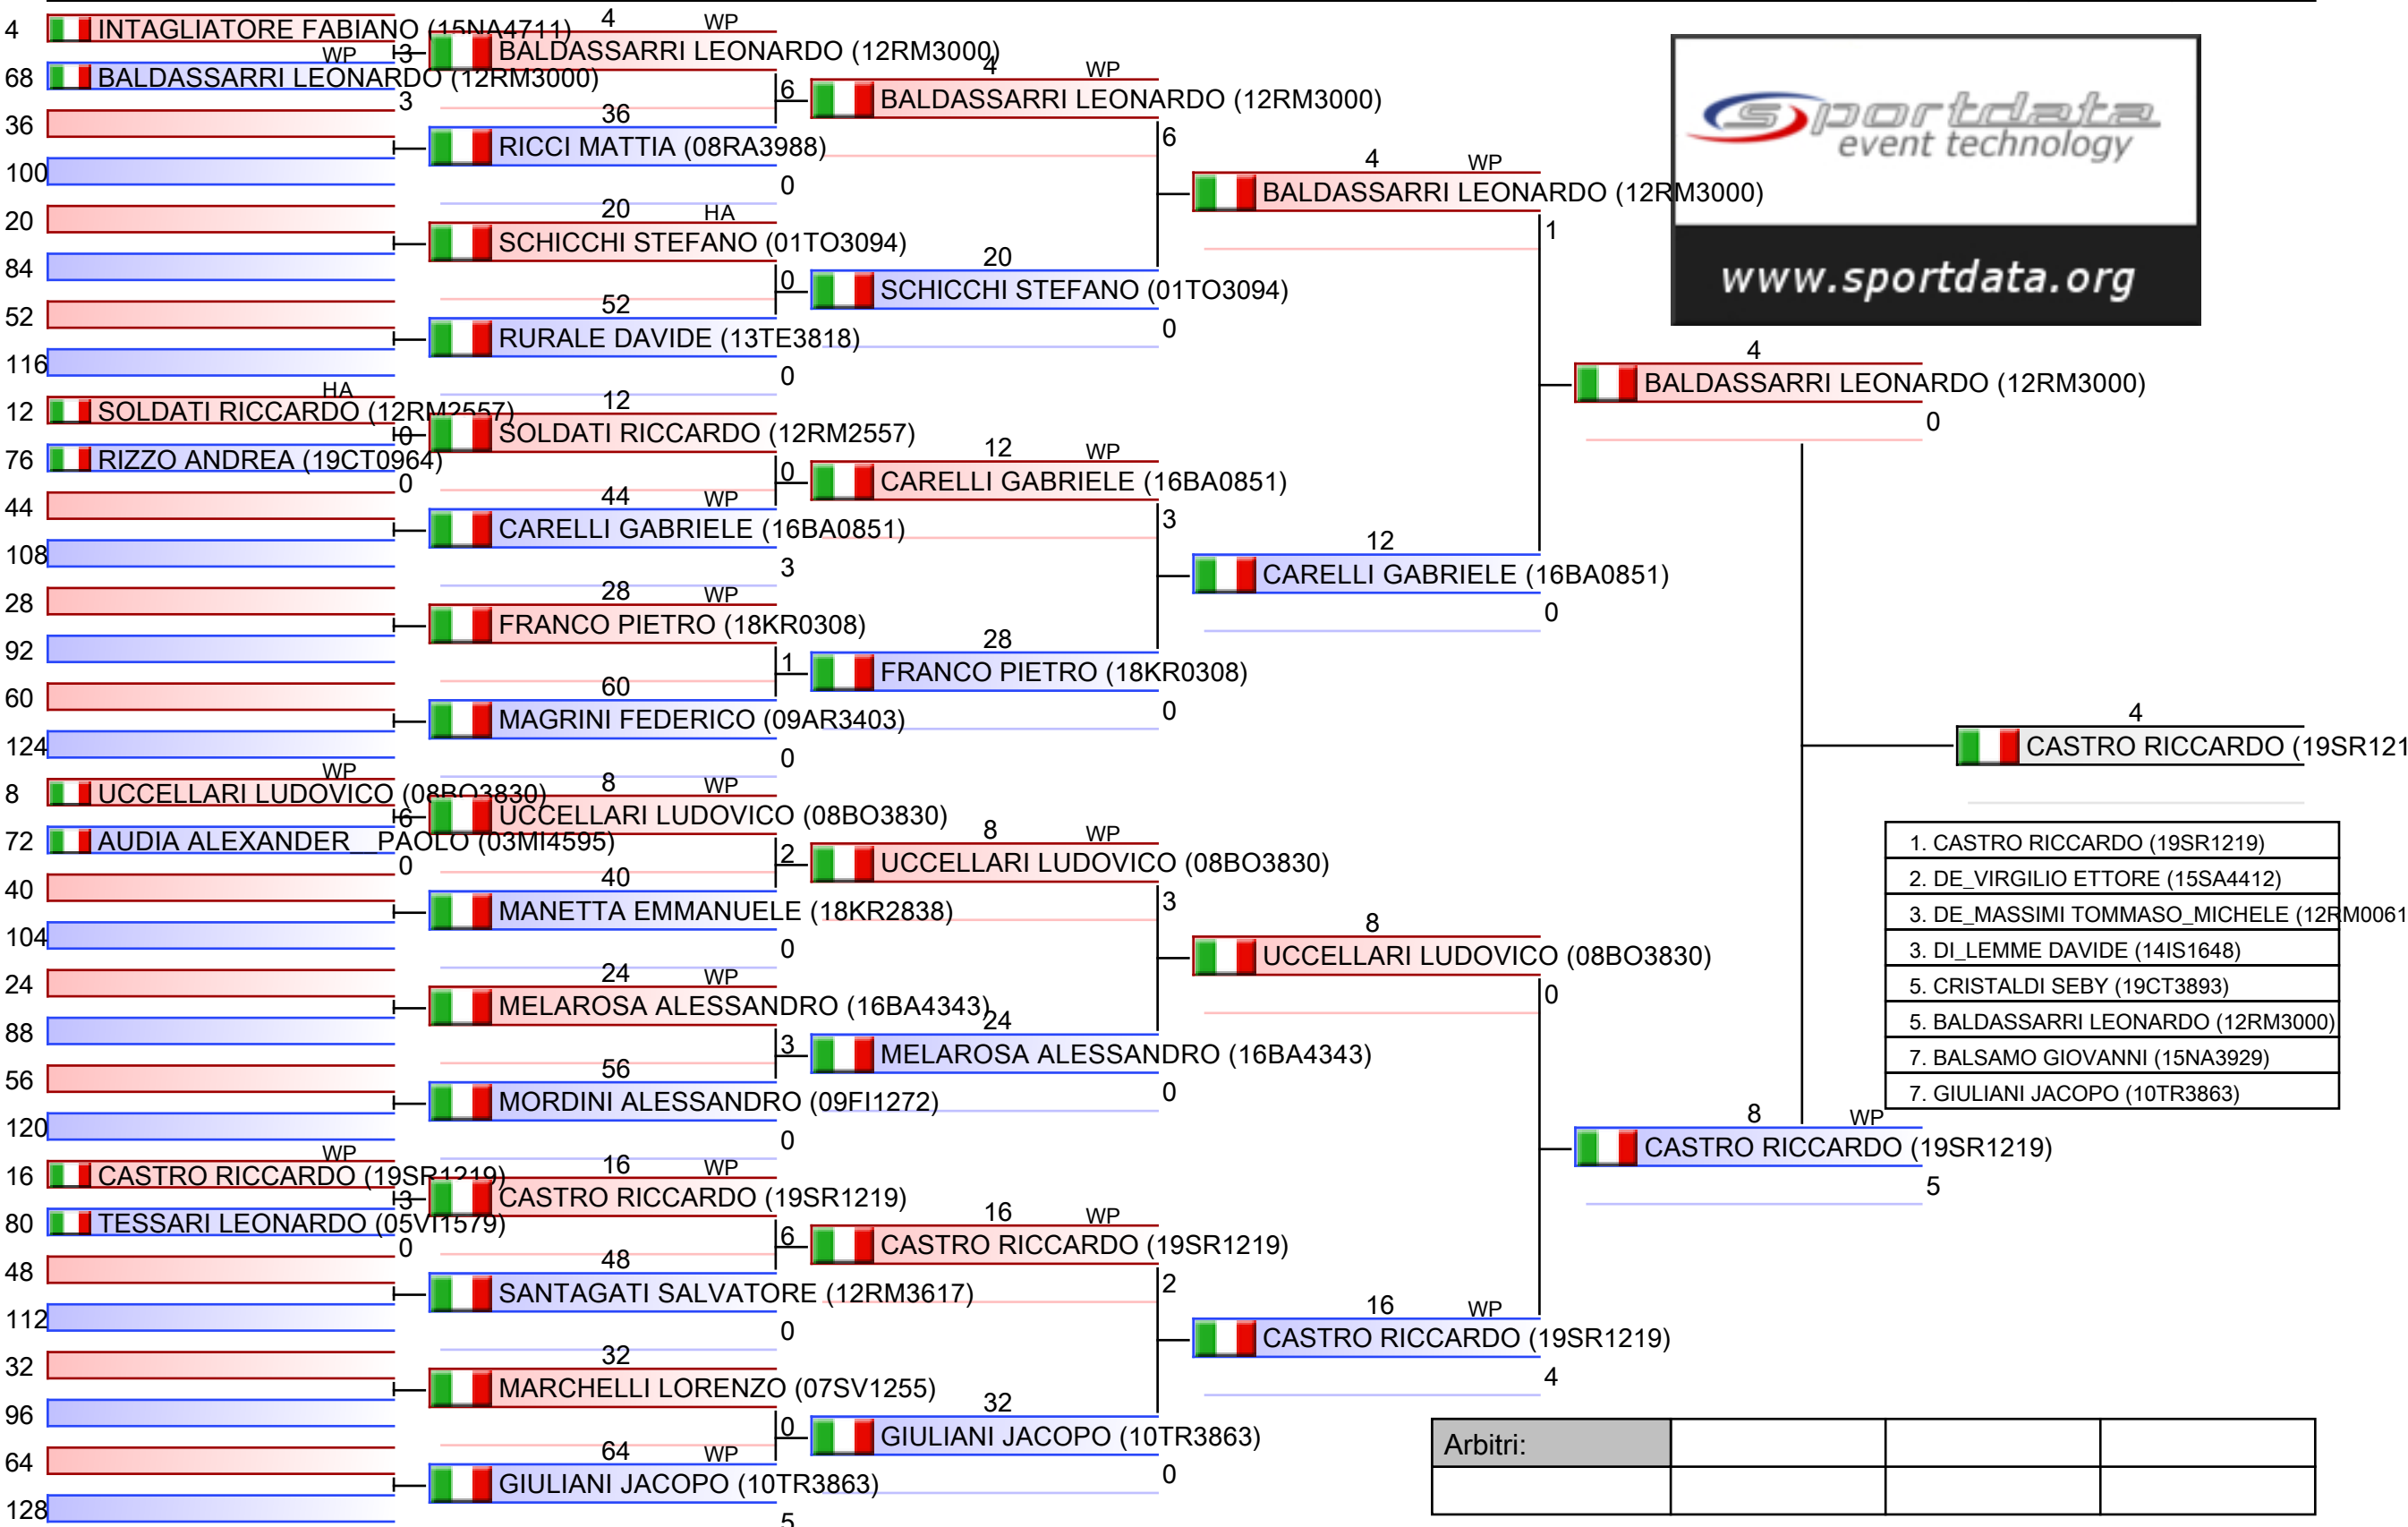 4 INTAGLIATORE FABIANO (15NA4711)
3
68 WP BALDASSARRI LEONARDO (12RM3000)
3
36
100
20
84
52
116
12 HA SOLDATI RICCARDO (12RM2557)
0
76 RIZZO ANDREA (19CT0964)
0
44
108
28
92
60
124
8 WP UCCELLARI LUDOVICO (08BO3830)
6
72 AUDIA ALEXANDER__PAOLO (03MI4595)
0
40
104
24
88
56
120
16 WP CASTRO RICCARDO (19SR1219)
3
80 TESSARI LEONARDO (05VI1579)
0
48
112
32
96
64
128
4 WP
BALDASSARRI LEONARDO (12RM3000)
6
36
RICCI MATTIA (08RA3988)
0
20 HA
SCHICCHI STEFANO (01TO3094)
0
52
RURALE DAVIDE (13TE3818)
0
12
SOLDATI RICCARDO (12RM2557)
0
44 WP
CARELLI GABRIELE (16BA0851)
3
28 WP
FRANCO PIETRO (18KR0308)
1
60
MAGRINI FEDERICO (09AR3403)
0
8 WP
UCCELLARI LUDOVICO (08BO3830)
2
40
MANETTA EMMANUELE (18KR2838)
0
24 WP
MELAROSA ALESSANDRO (16BA4343)
3
56
MORDINI ALESSANDRO (09FI1272)
0
16 WP
CASTRO RICCARDO (19SR1219)
6
48
SANTAGATI SALVATORE (12RM3617)
0
32
MARCHELLI LORENZO (07SV1255)
0
64 WP
GIULIANI JACOPO (10TR3863)
5
4 WP
BALDASSARRI LEONARDO (12RM3000)
6
20
SCHICCHI STEFANO (01TO3094)
0
12 WP
CARELLI GABRIELE (16BA0851)
3
28
FRANCO PIETRO (18KR0308)
0
8 WP
UCCELLARI LUDOVICO (08BO3830)
3
24
MELAROSA ALESSANDRO (16BA4343)
0
16 WP
CASTRO RICCARDO (19SR1219)
2
32
GIULIANI JACOPO (10TR3863)
0
4 WP
BALDASSARRI LEONARDO (12RM3000)
1
12
CARELLI GABRIELE (16BA0851)
0
8
UCCELLARI LUDOVICO (08BO3830)
0
16 WP
CASTRO RICCARDO (19SR1219)
4
sportdata
event technology
www.sportdata.org
4
BALDASSARRI LEONARDO (12RM3000)
0
8 WP
CASTRO RICCARDO (19SR1219)
5
4
CASTRO RICCARDO (19SR121
1. CASTRO RICCARDO (19SR1219)
2. DE_VIRGILIO ETTORE (15SA4412)
3. DE_MASSIMI TOMMASO_MICHELE (12RM0061
3. DI_LEMME DAVIDE (14IS1648)
5. CRISTALDI SEBY (19CT3893)
5. BALDASSARRI LEONARDO (12RM3000)
7. BALSAMO GIOVANNI (15NA3929)
7. GIULIANI JACOPO (10TR3863)
Arbitri: